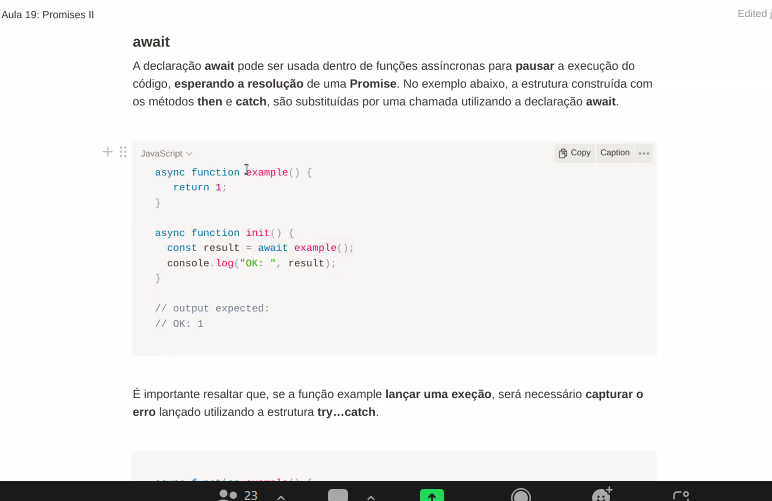 Aula 19: Promises II
Edited j
await
A declaração await pode ser usada dentro de funções assíncronas para pausar a execução do
código, esperando a resolução de uma Promise. No exemplo abaixo, a estrutura construída com
os métodos then e catch, são substituídas por uma chamada utilizando a declaração await.
JavaScript
Copy Caption
async function example() {
return 1;
}
async function init() {
const result = await example();
console.log("OK: ", result);
}
// output expected:
// OK: 1
É importante resaltar que, se a função example lançar uma exeção, será necessário capturar o
erro lançado utilizando a estrutura try...catch.
async function example() {
23